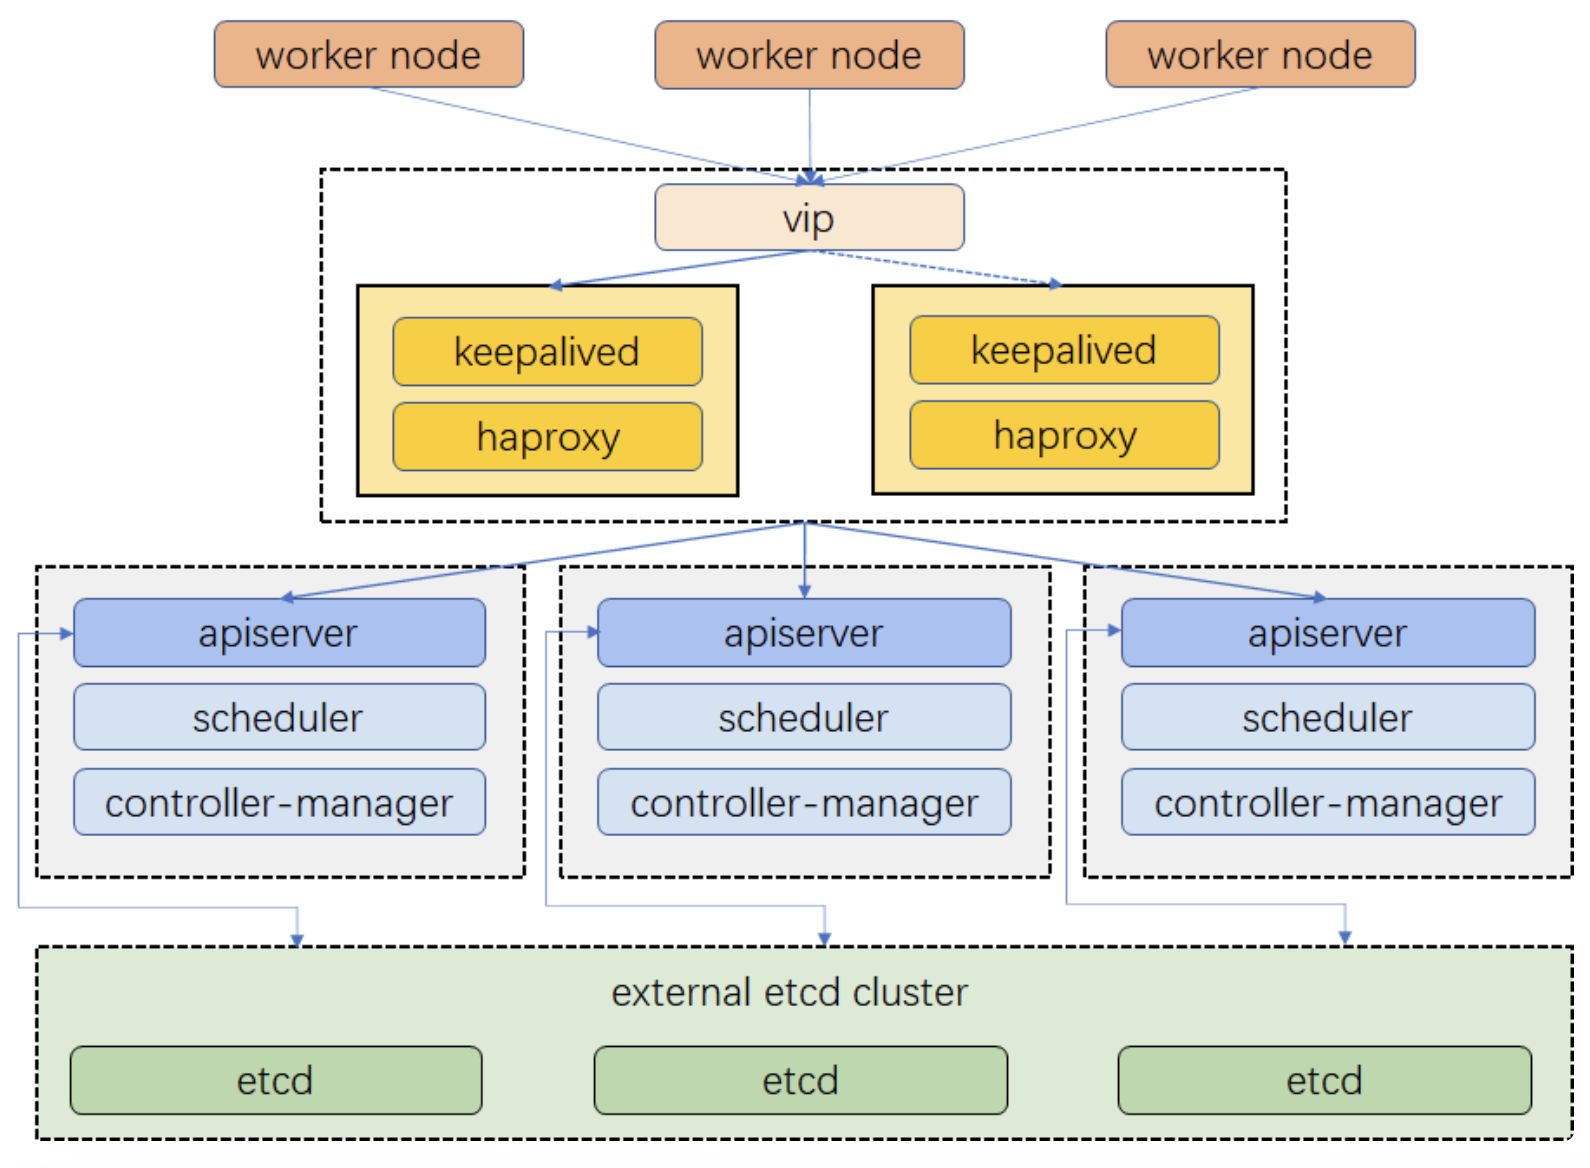 worker node
worker node
worker node
vip
keepalived
haproxy
keepalived
haproxy
apiserver
scheduler
controller-manager
apiserver
scheduler
controller-manager
apiserver
scheduler
controller-manager
external etcd cluster
etcd
etcd
etcd